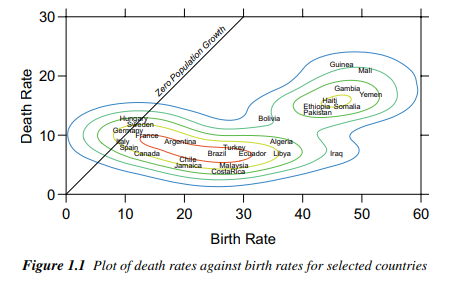 30
20
10
0
Death Rate
Zero Population Growth
Guinea
Mali
Gambia
Yemen
Haiti
Ethiopia Somalia
Pakistan
Bolivia
Hungary
Sweden
Germany
France
Italy
Argentina
Algeria
Spain
Turkey
Canada
Brazil
Ecuador
Libya
Iraq
Chile
Jamaica
Malaysia
CostaRica
0 10 20 30 40 50 60
Birth Rate
Figure 1.1 Plot of death rates against birth rates for selected countries